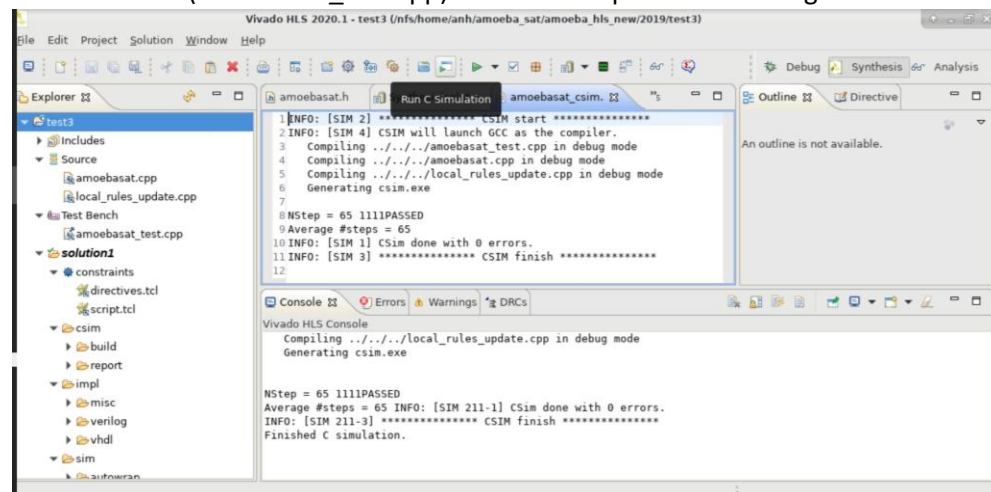 Vivado HLS 2020.1 - test3 (/nfs/home/anh/amoeba_sat/amoeba_hls_new/2019/test3)
File Edit Project Solution Window Help
Debug Synthesis Analysis
Explorer
amoebasat.h
Run C Simulation
amoebasat_csim.
Outline
Directive
test3
Includes
Source
amoebasat.cpp
local_rules_update.cpp
Test Bench
amoebasat_test.cpp
solution1
constraints
directives.tcl
script.tcl
csim
build
report
impl
misc
verilog
vhdl
sim
autowrap
1 INFO: [SIM 2] *************** CSIM start ***************
2 INFO: [SIM 4] CSIM will launch GCC as the compiler.
3 Compiling ../../../amoebasat_test.cpp in debug mode
4 Compiling ../../../amoebasat.cpp in debug mode
5 Compiling ../../../local_rules_update.cpp in debug mode
6 Generating csim.exe
7
8 NStep = 65 1111PASSED
9 Average #steps = 65
10 INFO: [SIM 1] CSim done with 0 errors.
11 INFO: [SIM 3] *************** CSIM finish ***************
12
An outline is not available.
Console Errors Warnings DRCs
Vivado HLS Console
Compiling ../../../local_rules_update.cpp in debug mode
Generating csim.exe
NStep = 65 1111PASSED
Average #steps = 65 INFO: [SIM 211-1] CSim done with 0 errors.
INFO: [SIM 211-3] *************** CSIM finish ***************
Finished C simulation.